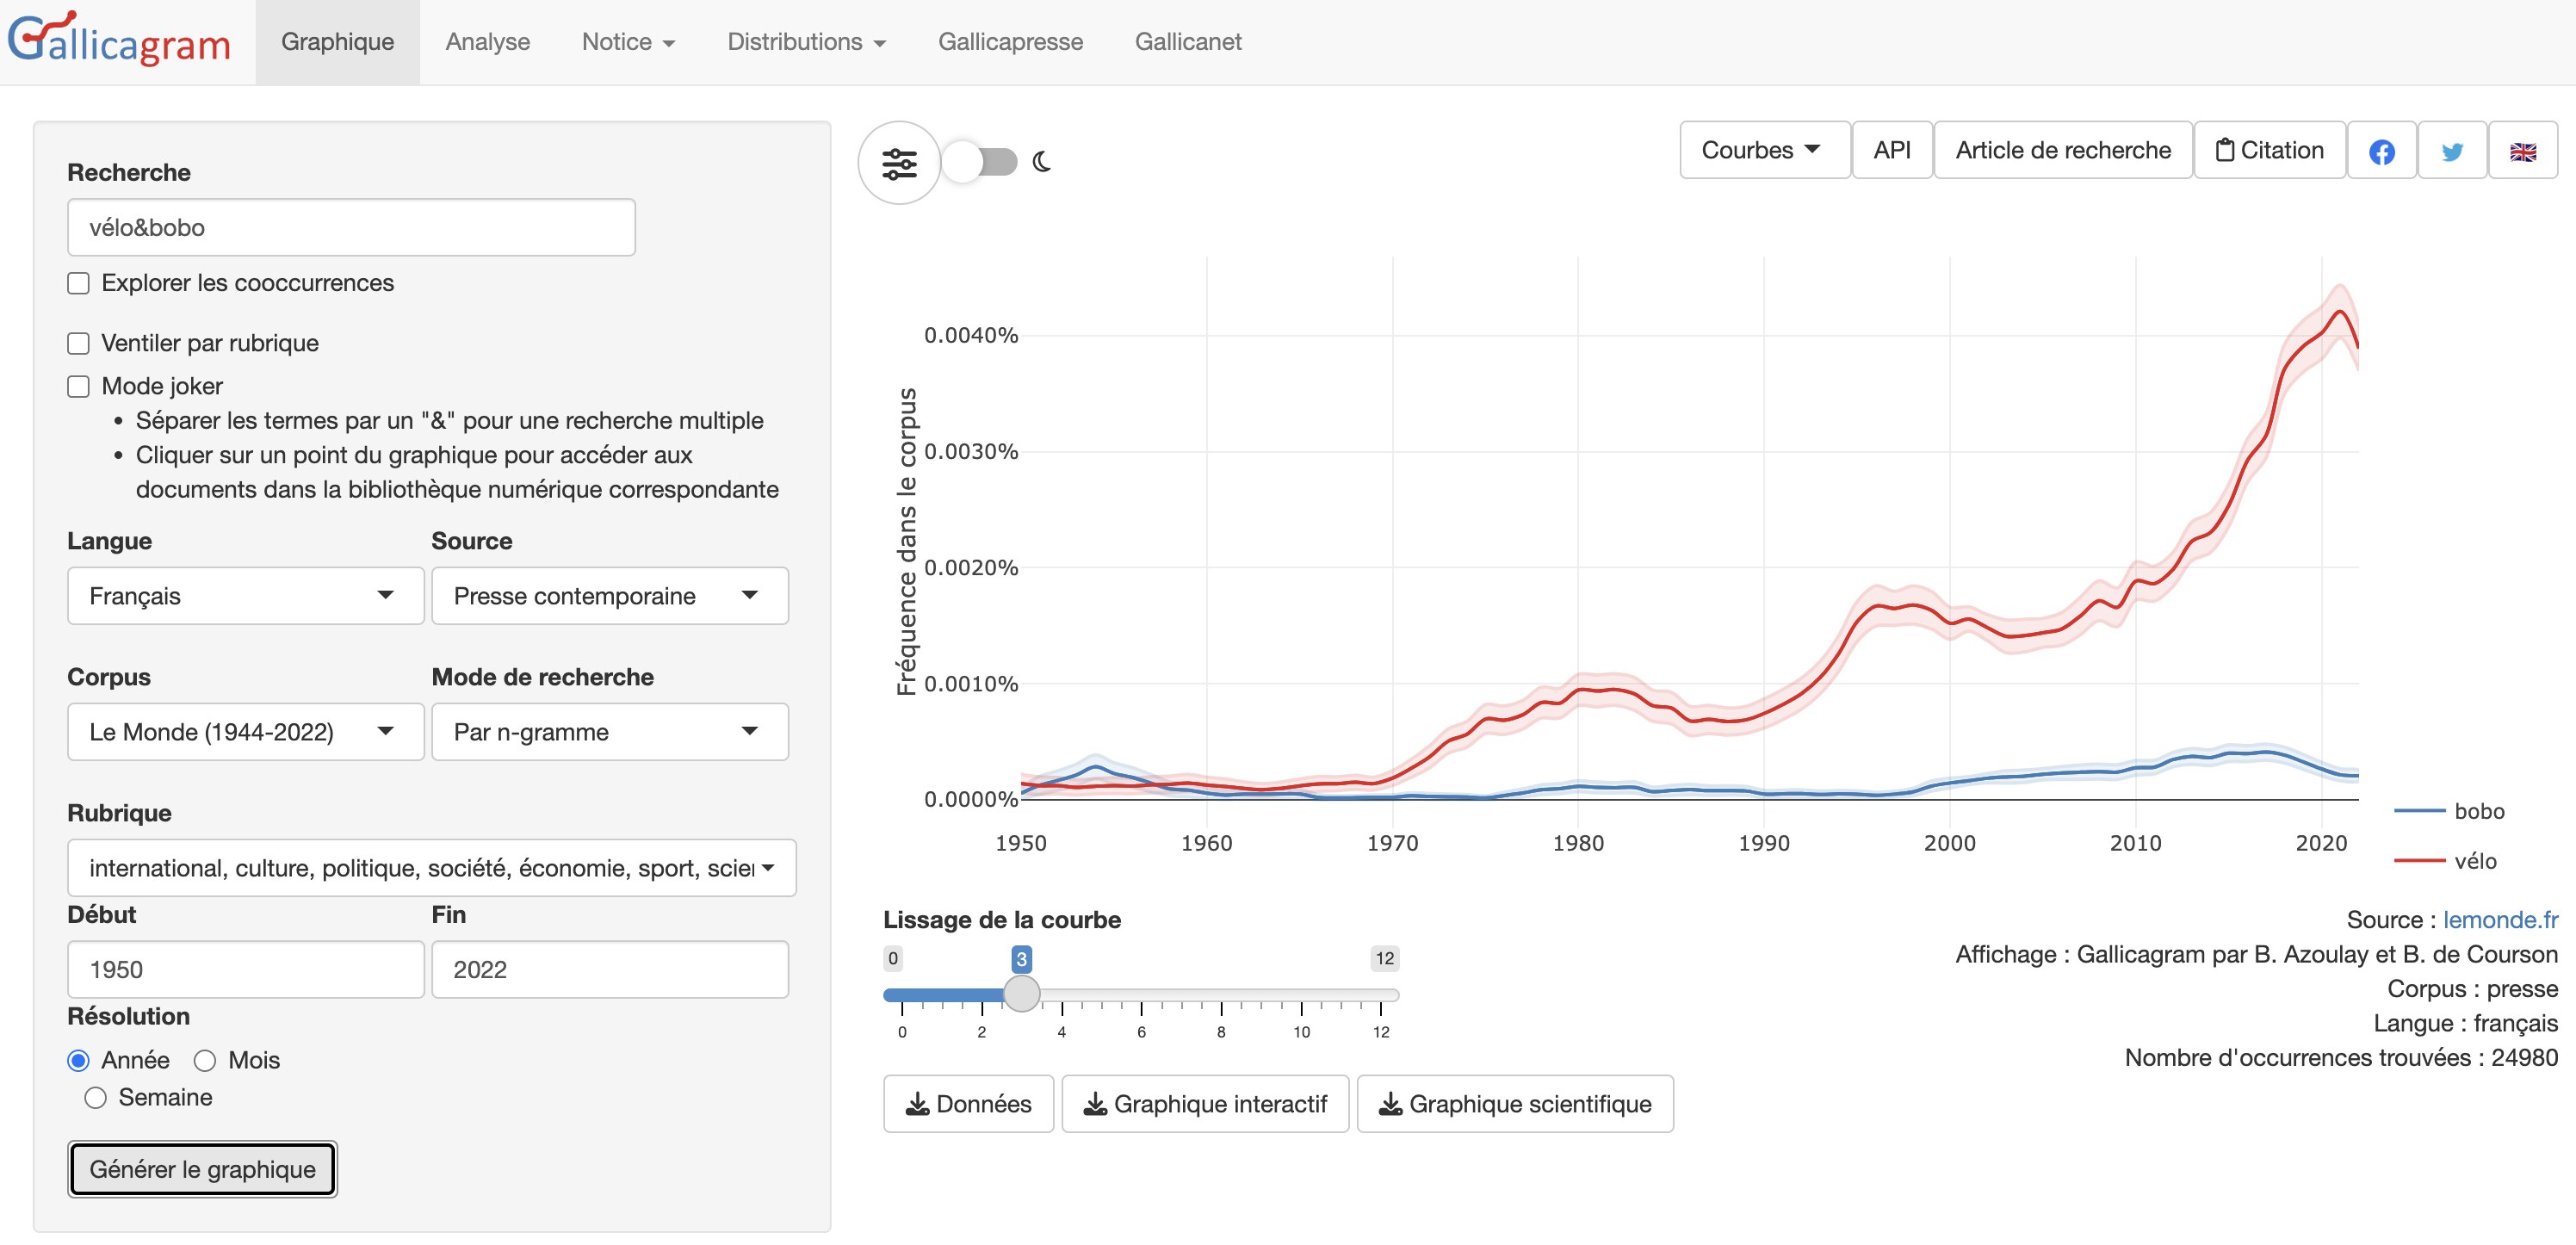 Gallicagram
Graphique
Analyse
Notice
Distributions
Gallicapresse
Gallicanet
Recherche
vélo&bobo
Explorer les cooccurrences
Ventiler par rubrique
Mode joker
• Séparer les termes par un "&" pour une recherche multiple
• Cliquer sur un point du graphique pour accéder aux
documents dans la bibliothèque numérique correspondante
Langue
Source
Français
Presse contemporaine
Corpus
Mode de recherche
Le Monde (1944-2022)
Par n-gramme
Rubrique
international, culture, politique, société, économie, sport, scie
Début
Fin
1950
2022
Résolution
Année
Mois
Semaine
Générer le graphique
Courbes
API
Article de recherche
Citation
Fréquence dans le corpus
0.0040%
0.0030%
0.0020%
0.0010%
0.0000%
1950
1960
1970
1980
1990
2000
2010
2020
bobo
vélo
Lissage de la courbe
0
3
12
0
2
4
6
8
10
12
Données
Graphique interactif
Graphique scientifique
Source : lemonde.fr
Affichage : Gallicagram par B. Azoulay et B. de Courson
Corpus : presse
Langue : français
Nombre d'occurrences trouvées : 24980